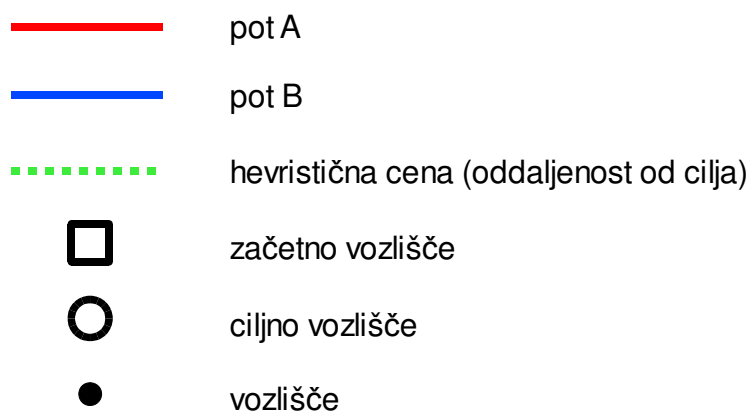 pot A
pot B
hevristična cena (oddaljenost od cilja)
začetno vozlišče
ciljno vozlišče
vozlišče